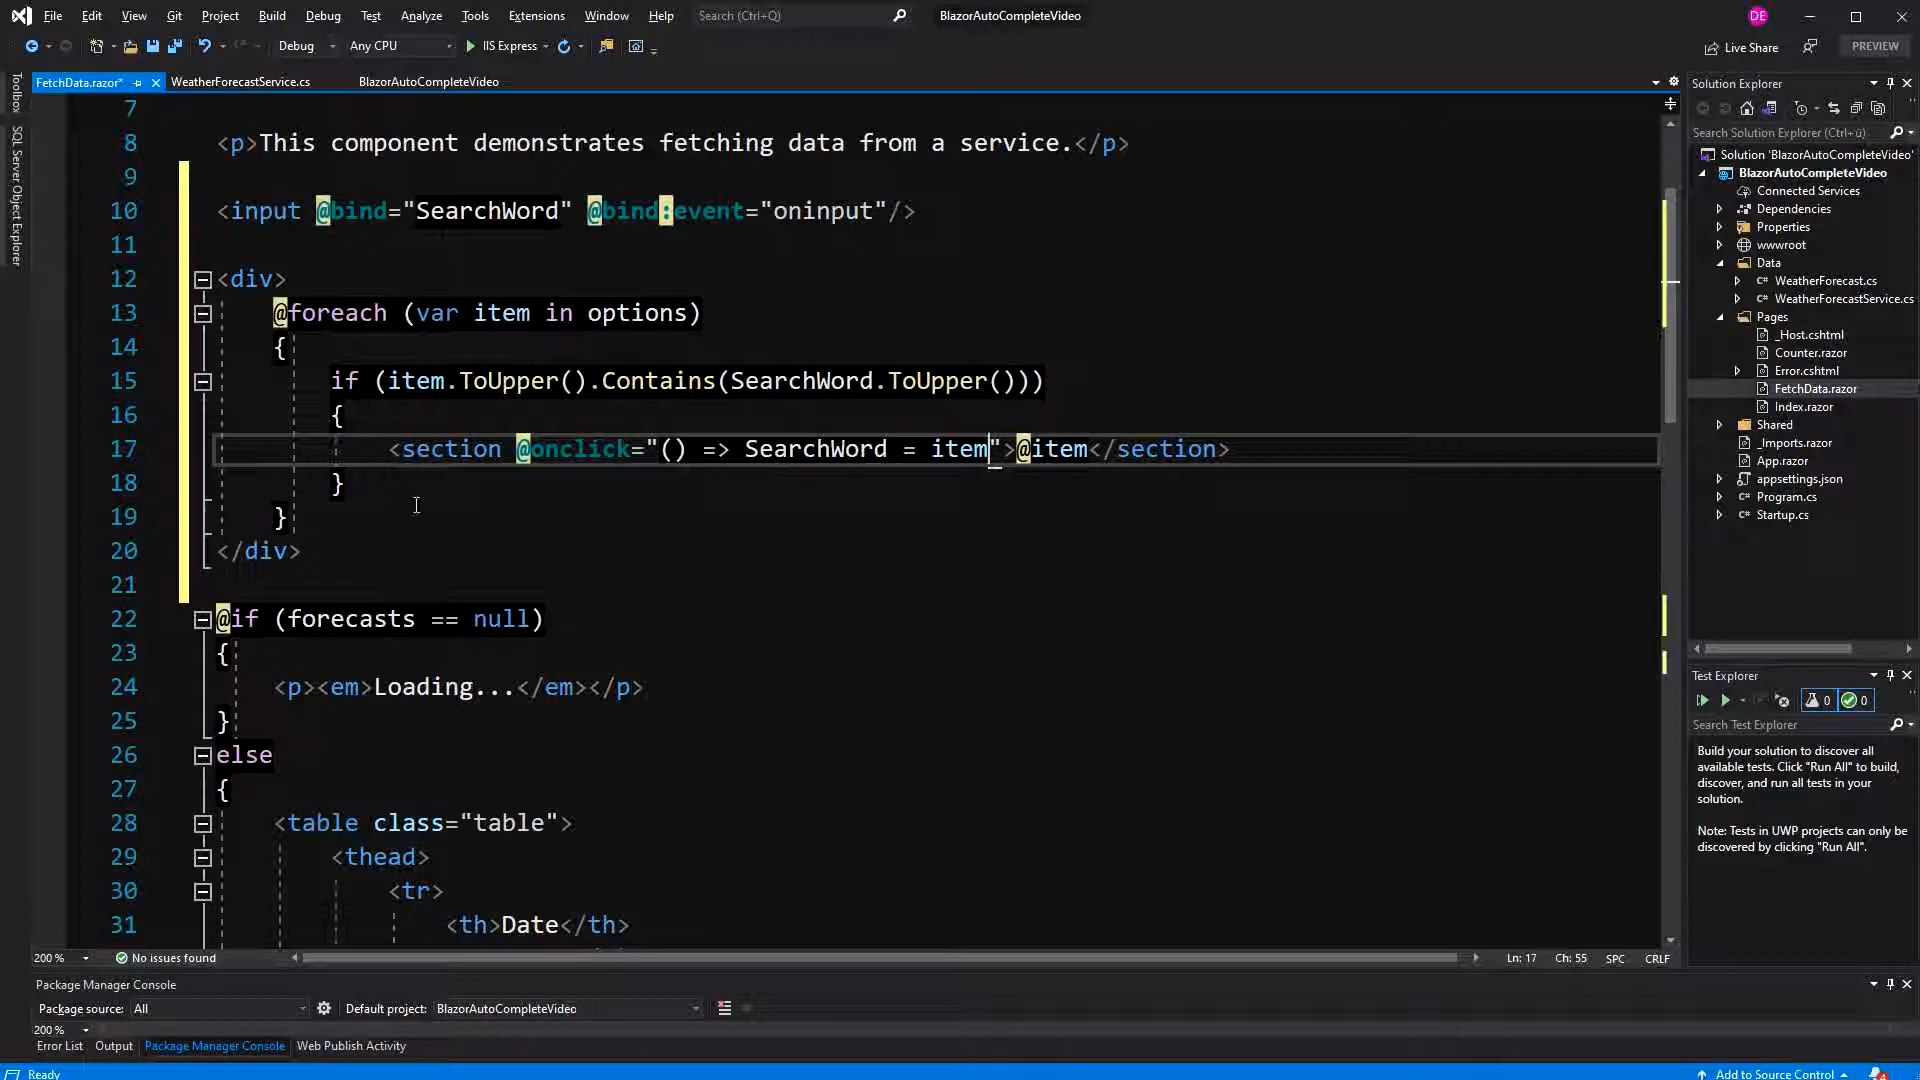 File Edit View Git Project Build Debug Test Analyze Tools Extensions Window Help Search (Ctrl+Q) BlazorAutoCompleteVideo DE
Debug Any CPU IIS Express Live Share PREVIEW
FetchData.razor* WeatherForecastService.cs BlazorAutoCompleteVideo
Toolbox
SQL Server Object Explorer
7
8 <p>This component demonstrates fetching data from a service.</p>
9
10 <input @bind="SearchWord" @bind:event="oninput"/>
11
12 <div>
13 @foreach (var item in options)
14 {
15 if (item.ToUpper().Contains(SearchWord.ToUpper()))
16 {
17 <section @onclick="() => SearchWord = item">@item</section>
18 }
19 }
20 </div>
21
22 @if (forecasts == null)
23 {
24 <p><em>Loading...</em></p>
25 }
26 else
27 {
28 <table class="table">
29 <thead>
30 <tr>
31 <th>Date</th>
200 % No issues found Ln: 17 Ch: 55 SPC CRLF
Package Manager Console
Package source: All Default project: BlazorAutoCompleteVideo
200 %
Error List Output Package Manager Console Web Publish Activity
Ready Add to Source Control 4
Solution Explorer
Search Solution Explorer (Ctrl+ü)
Solution 'BlazorAutoCompleteVideo'
BlazorAutoCompleteVideo
Connected Services
Dependencies
Properties
wwwroot
Data
WeatherForecast.cs
WeatherForecastService.cs
Pages
_Host.cshtml
Counter.razor
Error.cshtml
FetchData.razor
Index.razor
Shared
_Imports.razor
App.razor
appsettings.json
Program.cs
Startup.cs
Test Explorer
0 0
Search Test Explorer
Build your solution to discover all
available tests. Click "Run All" to build,
discover, and run all tests in your
solution.
Note: Tests in UWP projects can only be
discovered by clicking "Run All".